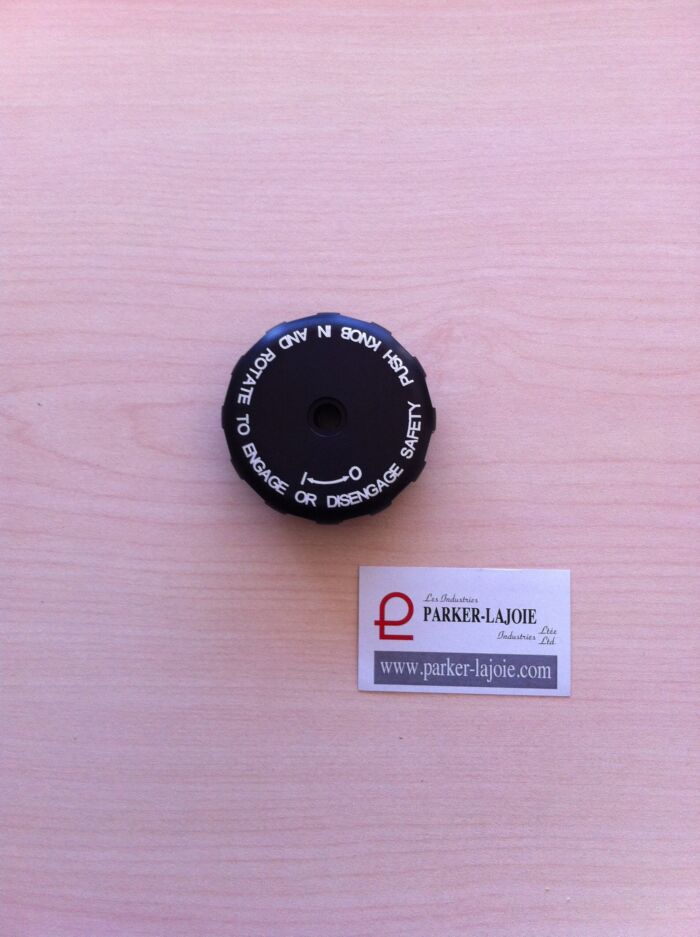 PUSH KNOB IN AND ROTATE TO ENGAGE OR DISENGAGE SAFETY
I O
Les Industries
PARKER-LAJOIE
Industries Ltée Ltd.
www.parker-lajoie.com